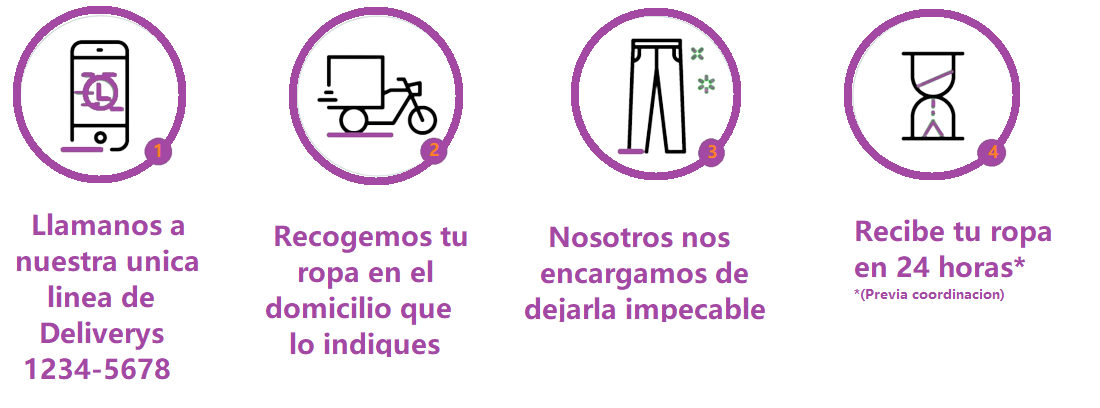 1
Llamanos a
nuestra unica
linea de
Deliverys
1234-5678
2
Recogemos tu
ropa en el
domicilio que
lo indiques
3
Nosotros nos
encargamos de
dejarla impecable
4
Recibe tu ropa
en 24 horas*
*(Previa coordinacion)